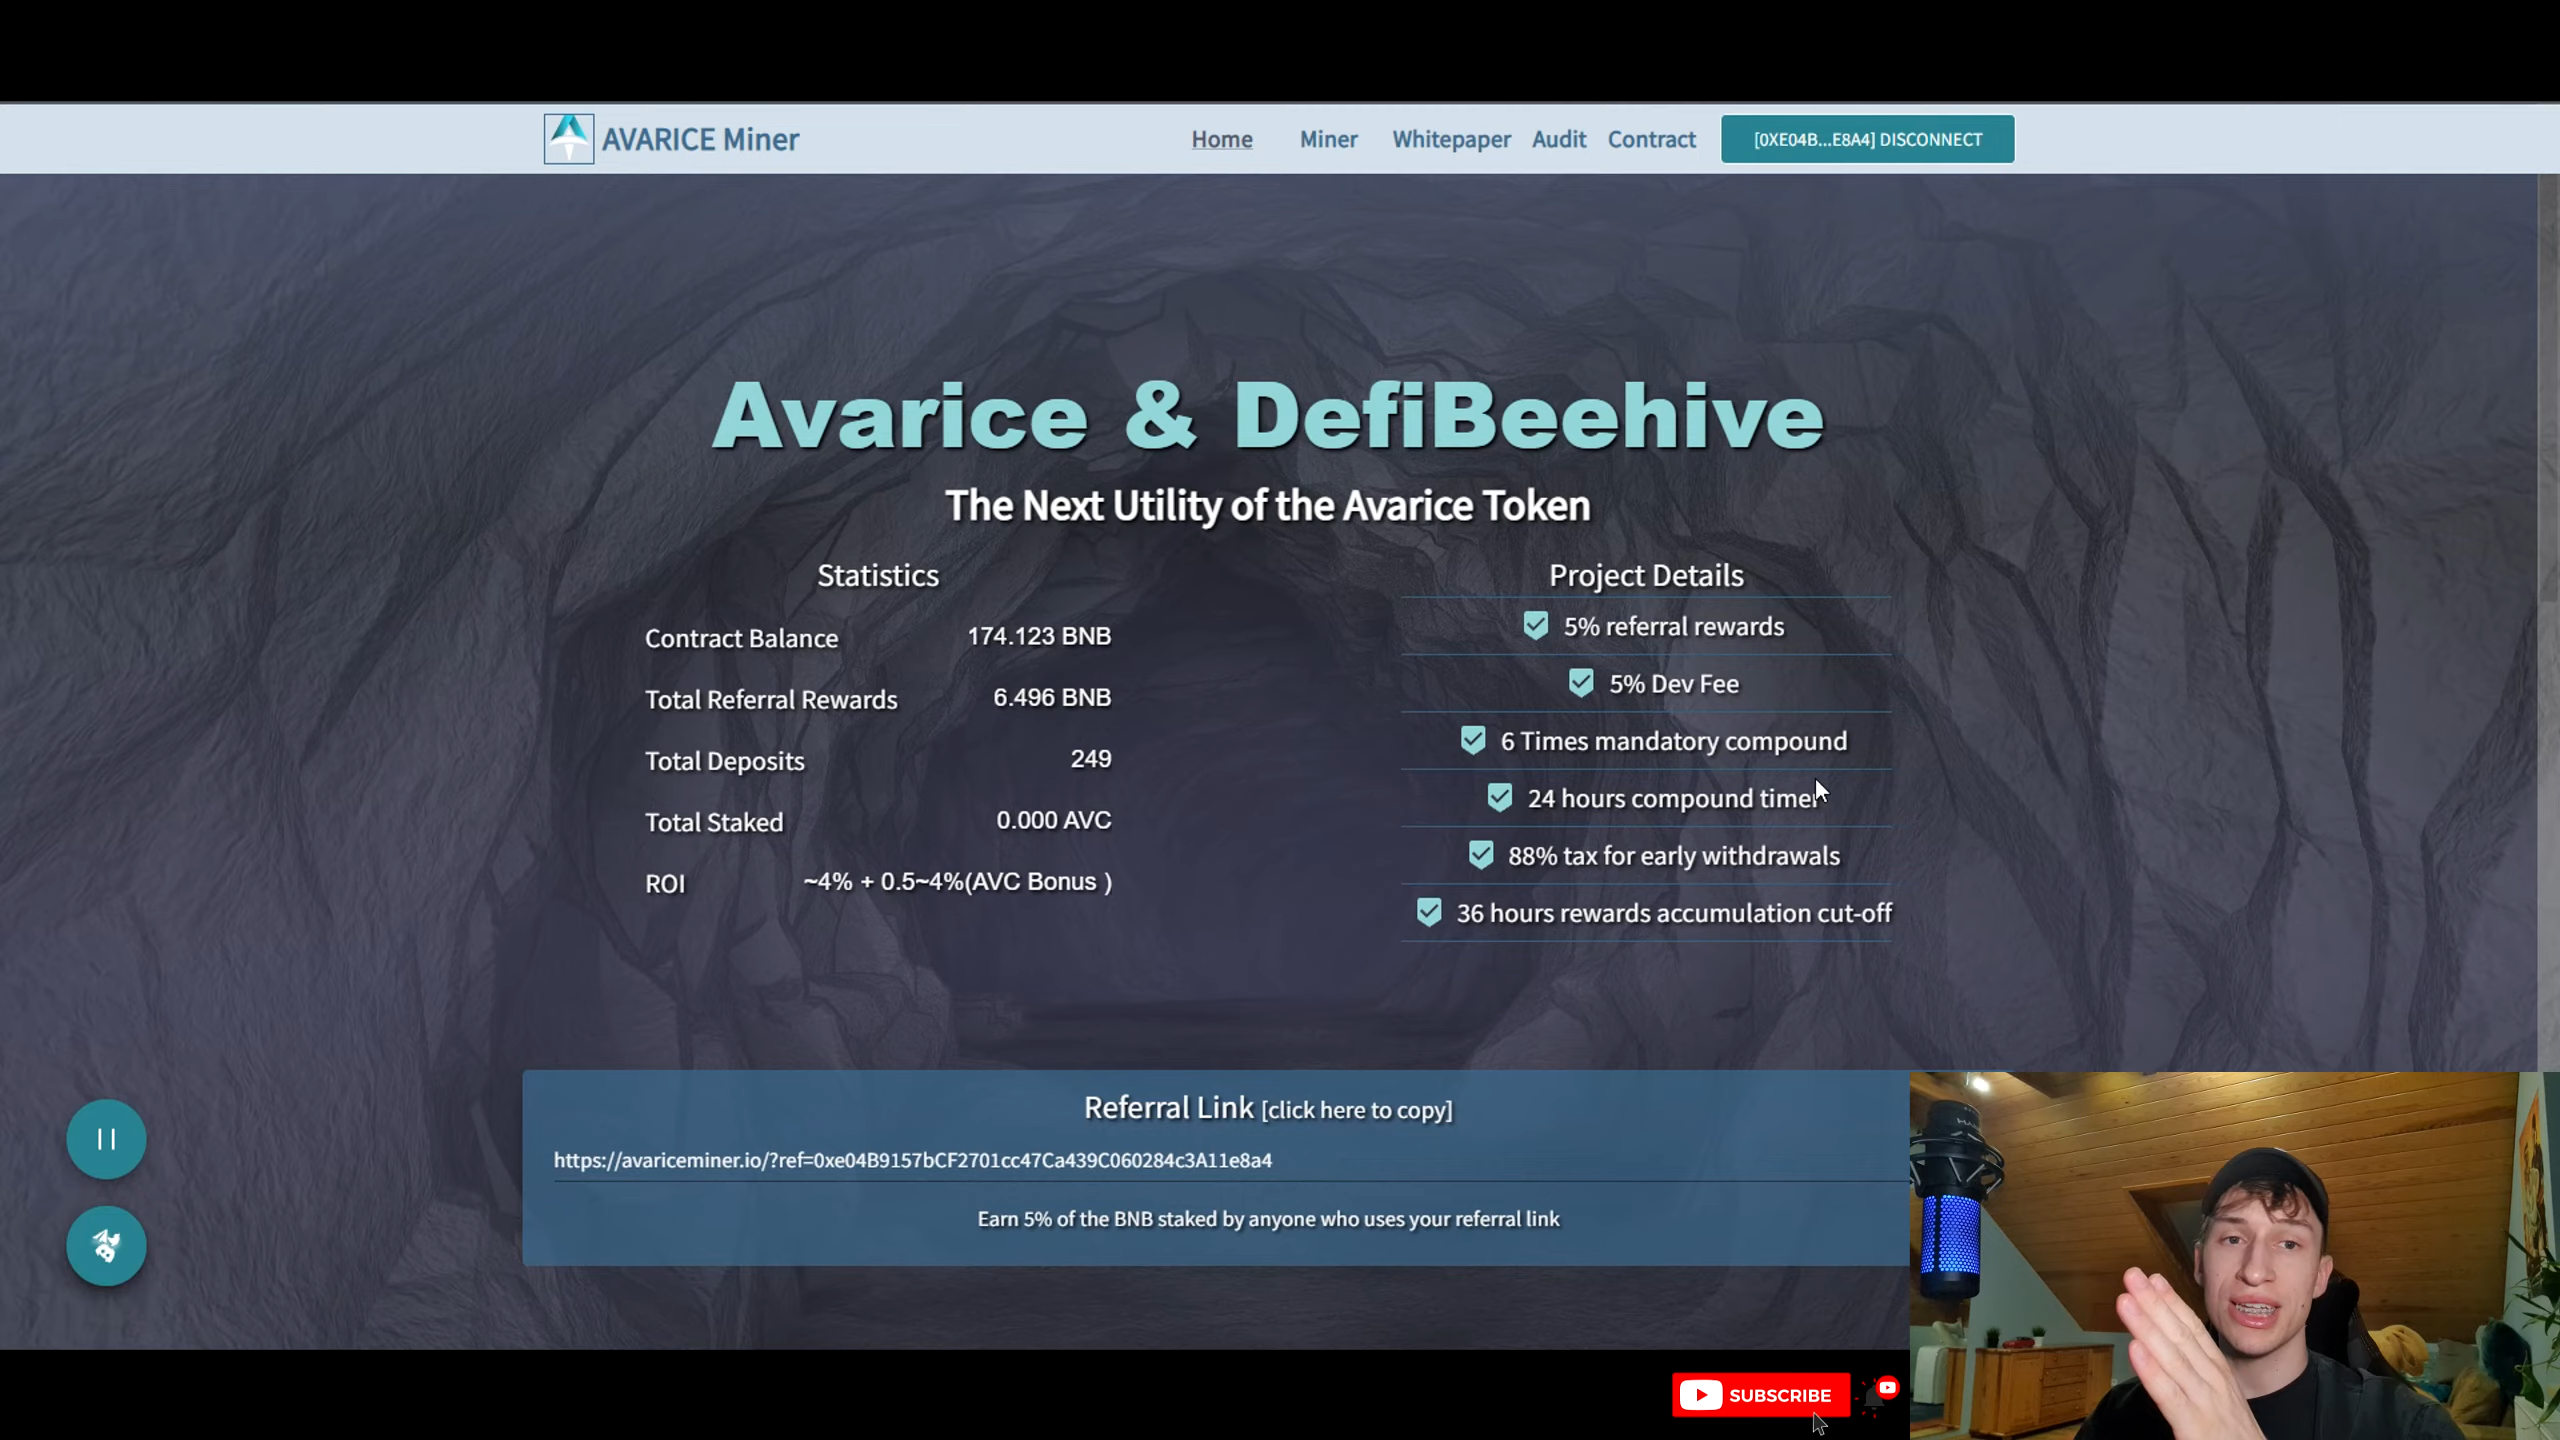 AVARICE Miner
Home Miner Whitepaper Audit Contract [0XE04B...E8A4] DISCONNECT
Avarice & DefiBeehive
The Next Utility of the Avarice Token
Statistics
Contract Balance 174.123 BNB
Total Referral Rewards 6.496 BNB
Total Deposits 249
Total Staked 0.000 AVC
ROI ~4% + 0.5~4%(AVC Bonus )
Project Details
5% referral rewards
5% Dev Fee
6 Times mandatory compound
24 hours compound timer
88% tax for early withdrawals
36 hours rewards accumulation cut-off
Referral Link [click here to copy]
https://avariceminer.io/?ref=0xe04B9157bCF2701cc47Ca439C060284c3A11e8a4
Earn 5% of the BNB staked by anyone who uses your referral link
SUBSCRIBE